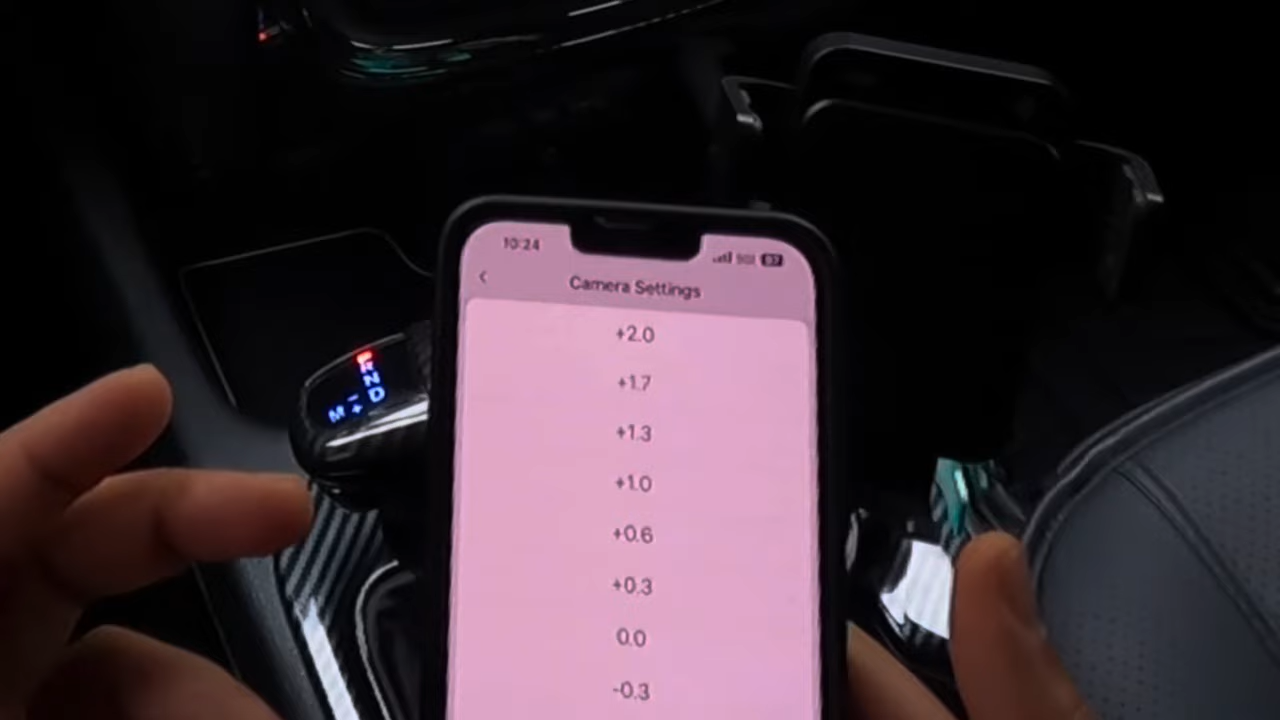 10:24
87
Camera Settings
+2.0
+1.7
+1.3
+1.0
+0.6
+0.3
0.0
-0.3
R
N
D
M
-
+